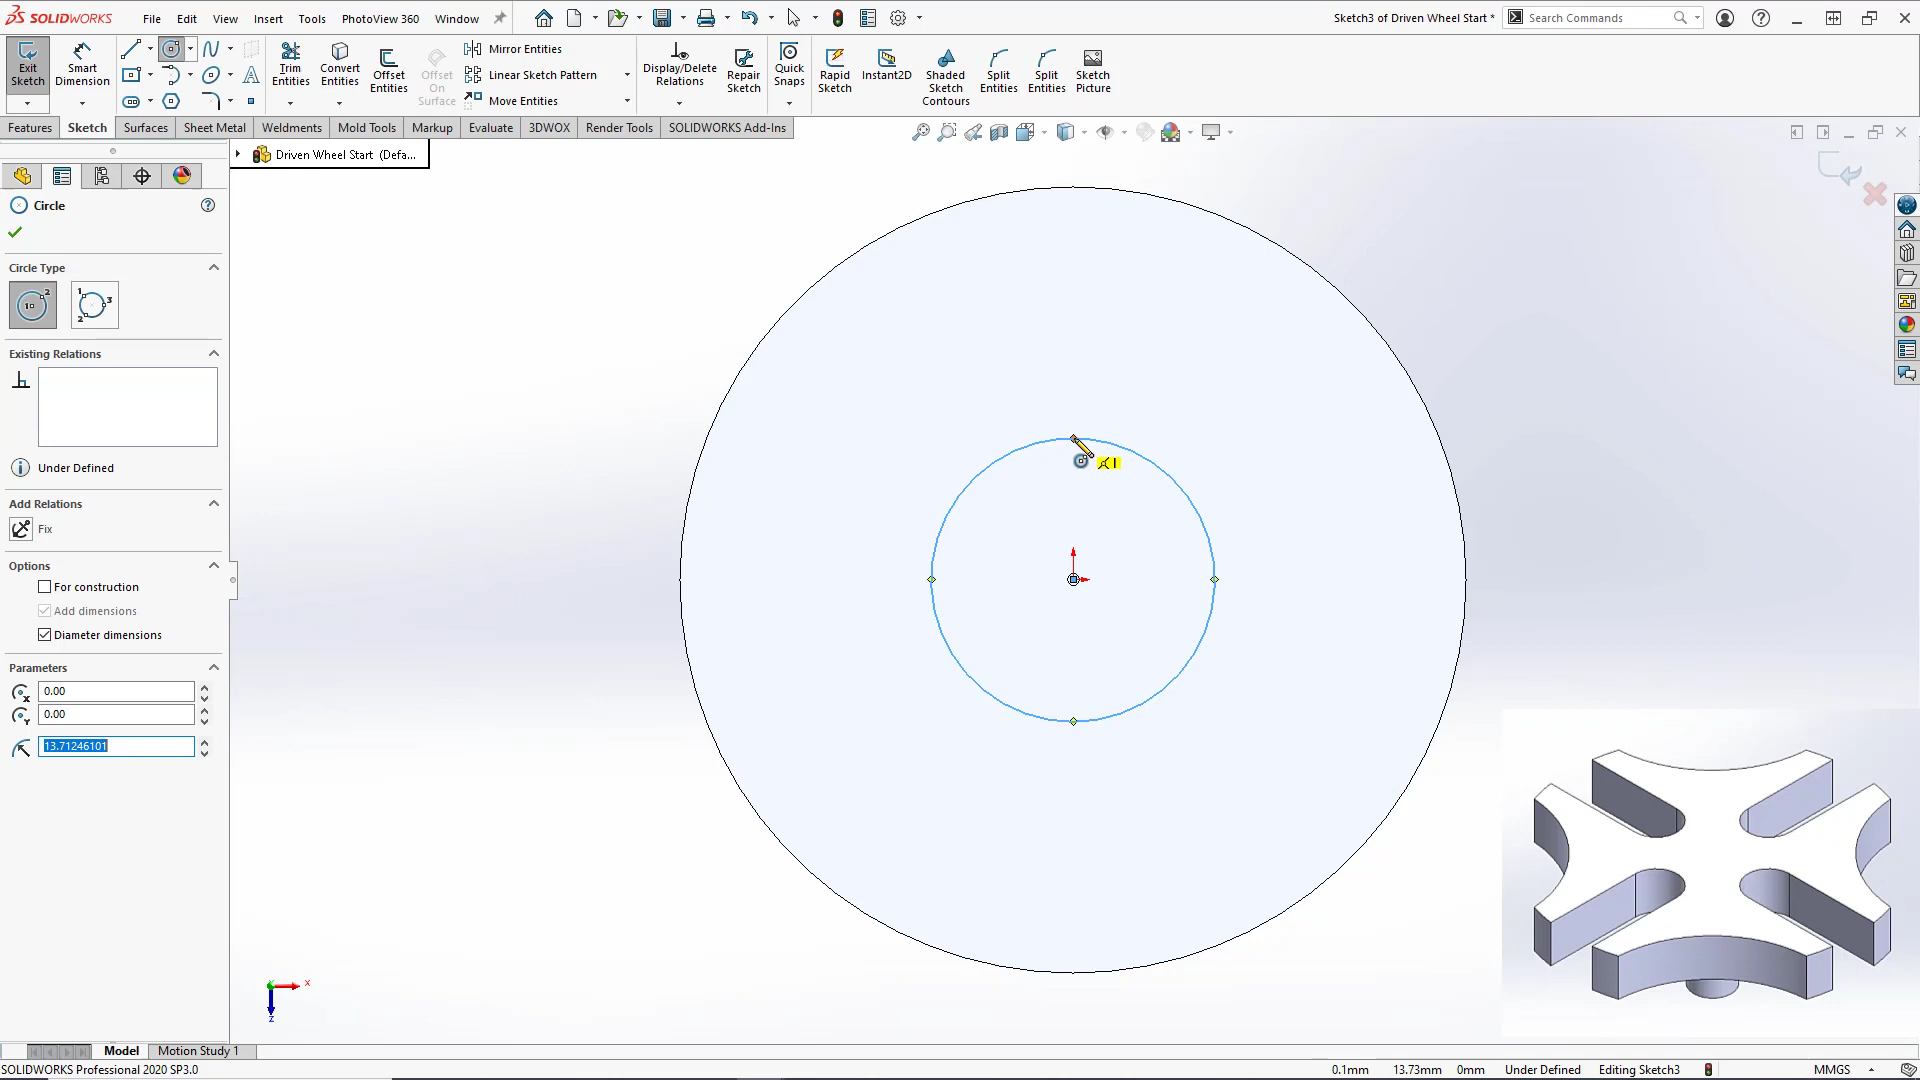 SOLIDWORKS File Edit View Insert Tools PhotoView 360 Window Sketch3 of Driven Wheel Start * Search Commands
Exit Sketch
Smart Dimension
Trim Entities
Convert Entities
Offset Entities
Offset On Surface
Mirror Entities
Linear Sketch Pattern
Move Entities
Display/Delete Relations
Repair Sketch
Quick Snaps
Rapid Sketch
Instant2D
Shaded Sketch Contours
Split Entities
Split Entities
Sketch Picture
Features Sketch Surfaces Sheet Metal Weldments Mold Tools Markup Evaluate 3DWOX Render Tools SOLIDWORKS Add-Ins
Driven Wheel Start (Defa...
Circle
Circle Type
Existing Relations
Under Defined
Add Relations
Fix
Options
For construction
Add dimensions
Diameter dimensions
Parameters
0.00
0.00
13.71246101
x
z
Model Motion Study 1
SOLIDWORKS Professional 2020 SP3.0 0.1mm 13.73mm 0mm Under Defined Editing Sketch3 MMGS